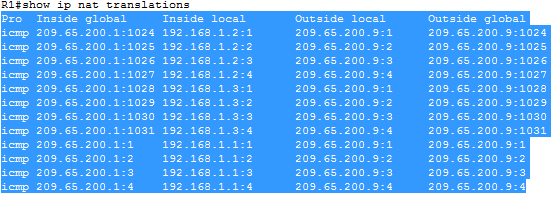 R1#show ip nat translations
Pro Inside global Inside local Outside local Outside global
icmp 209.65.200.1:1024 192.168.1.2:1 209.65.200.9:1 209.65.200.9:1024
icmp 209.65.200.1:1025 192.168.1.2:2 209.65.200.9:2 209.65.200.9:1025
icmp 209.65.200.1:1026 192.168.1.2:3 209.65.200.9:3 209.65.200.9:1026
icmp 209.65.200.1:1027 192.168.1.2:4 209.65.200.9:4 209.65.200.9:1027
icmp 209.65.200.1:1028 192.168.1.3:1 209.65.200.9:1 209.65.200.9:1028
icmp 209.65.200.1:1029 192.168.1.3:2 209.65.200.9:2 209.65.200.9:1029
icmp 209.65.200.1:1030 192.168.1.3:3 209.65.200.9:3 209.65.200.9:1030
icmp 209.65.200.1:1031 192.168.1.3:4 209.65.200.9:4 209.65.200.9:1031
icmp 209.65.200.1:1 192.168.1.1:1 209.65.200.9:1 209.65.200.9:1
icmp 209.65.200.1:2 192.168.1.1:2 209.65.200.9:2 209.65.200.9:2
icmp 209.65.200.1:3 192.168.1.1:3 209.65.200.9:3 209.65.200.9:3
icmp 209.65.200.1:4 192.168.1.1:4 209.65.200.9:4 209.65.200.9:4